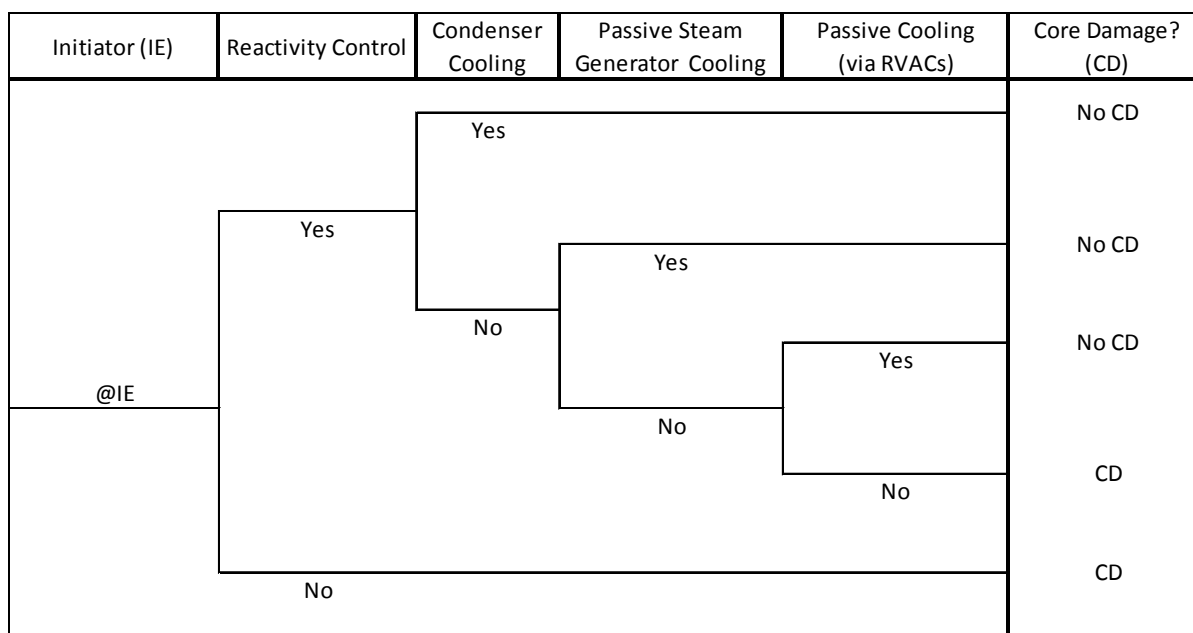 Initiator (IE)
Reactivity Control
Condenser
Cooling
Passive Steam
Generator Cooling
Passive Cooling
(via RVACs)
Core Damage?
(CD)
Yes
No CD
Yes
Yes
No CD
No
Yes
No CD
@IE
No
No
CD
No
CD